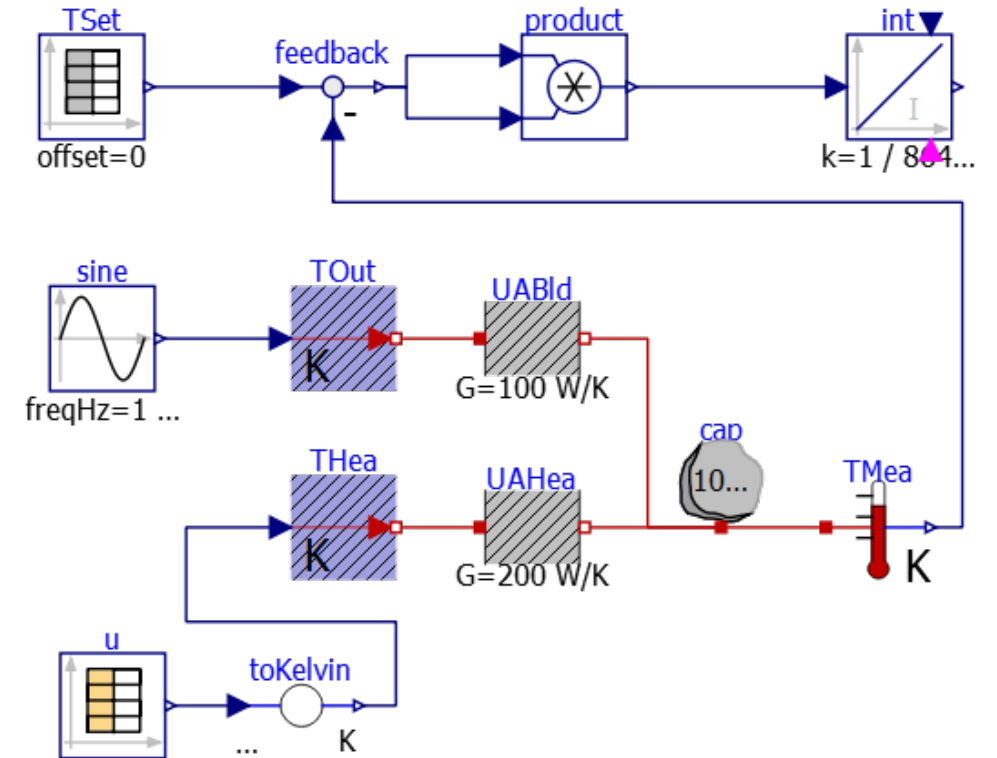 TSet
feedback
product
int
-
I
offset=0
k=1 / 864...
sine
TOut
UABld
K
freqHz=1 ...
G=100 W/K
cap
THea
UAHea
10...
TMea
K
G=200 W/K
K
u
toKelvin
...
K